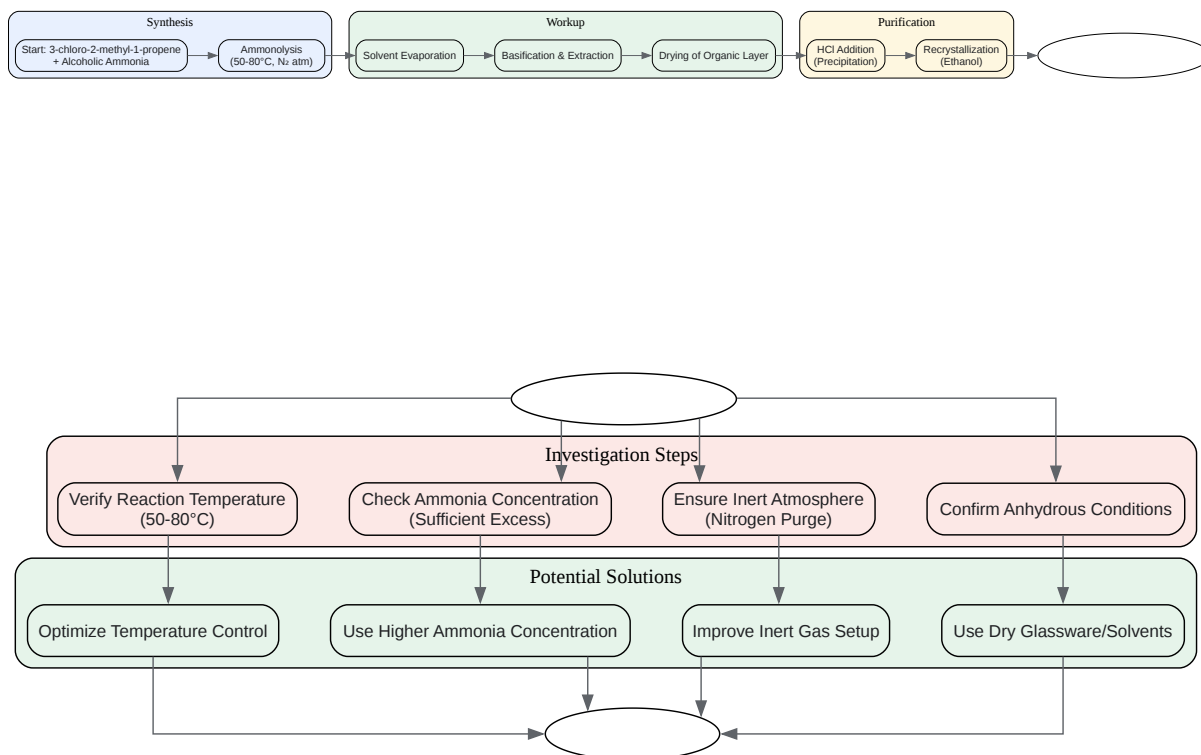 Synthesis
Start: 3-chloro-2-methyl-1-propene
+ Alcoholic Ammonia
Ammonolysis
(50-80°C, N₂ atm)
Workup
Solvent Evaporation
Basification & Extraction
Drying of Organic Layer
Purification
HCl Addition
(Precipitation)
Recrystallization
(Ethanol)
Investigation Steps
Verify Reaction Temperature
(50-80°C)
Check Ammonia Concentration
(Sufficient Excess)
Ensure Inert Atmosphere
(Nitrogen Purge)
Confirm Anhydrous Conditions
Potential Solutions
Optimize Temperature Control
Use Higher Ammonia Concentration
Improve Inert Gas Setup
Use Dry Glassware/Solvents